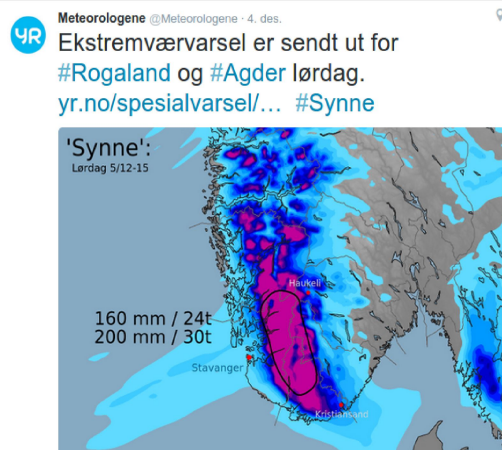 YR
Meteorologene @Meteorologene · 4. des.
Ekstremværvarsel er sendt ut for
#Rogaland og #Agder lørdag.
yr.no/spesialvarsel/… #Synne
'Synne':
Lørdag 5/12-15
Haukeli
160 mm / 24t
200 mm / 30t
Stavanger
Kristiansand